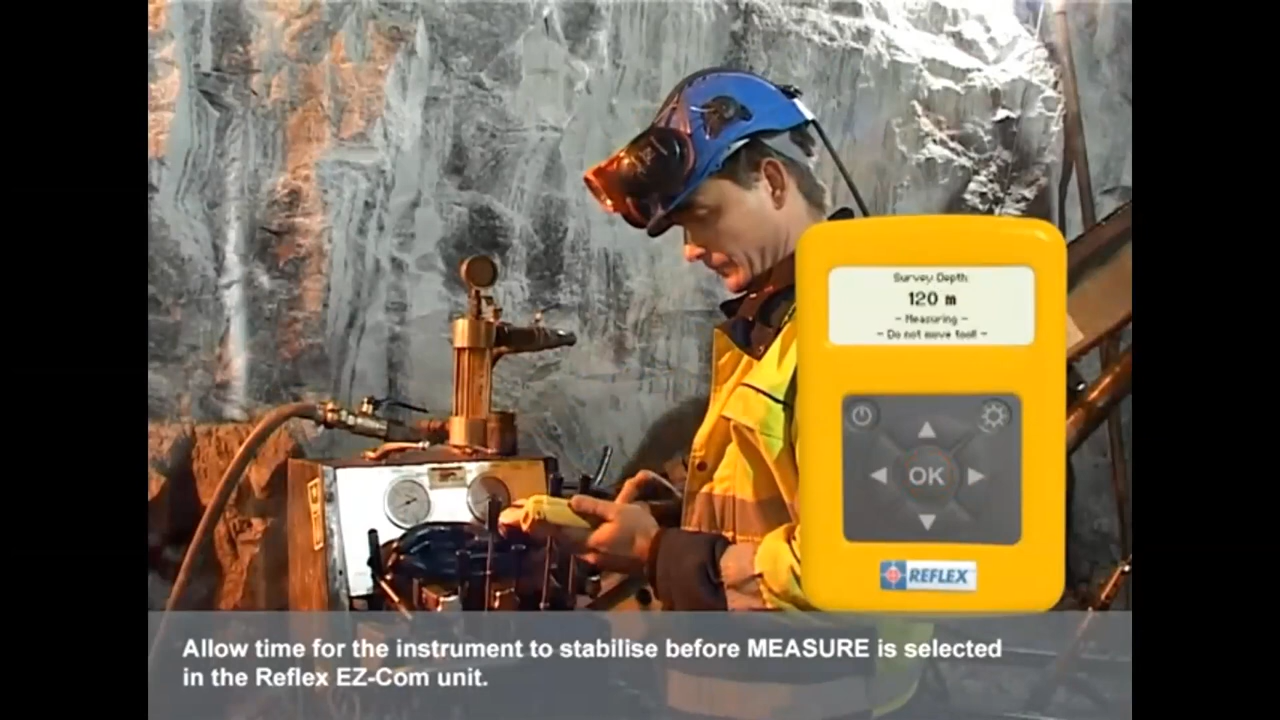 Survey Depth:
120 m
- Measuring -
- Do not move tool! -
OK
REFLEX
Allow time for the instrument to stabilise before MEASURE is selected
in the Reflex EZ-Com unit.